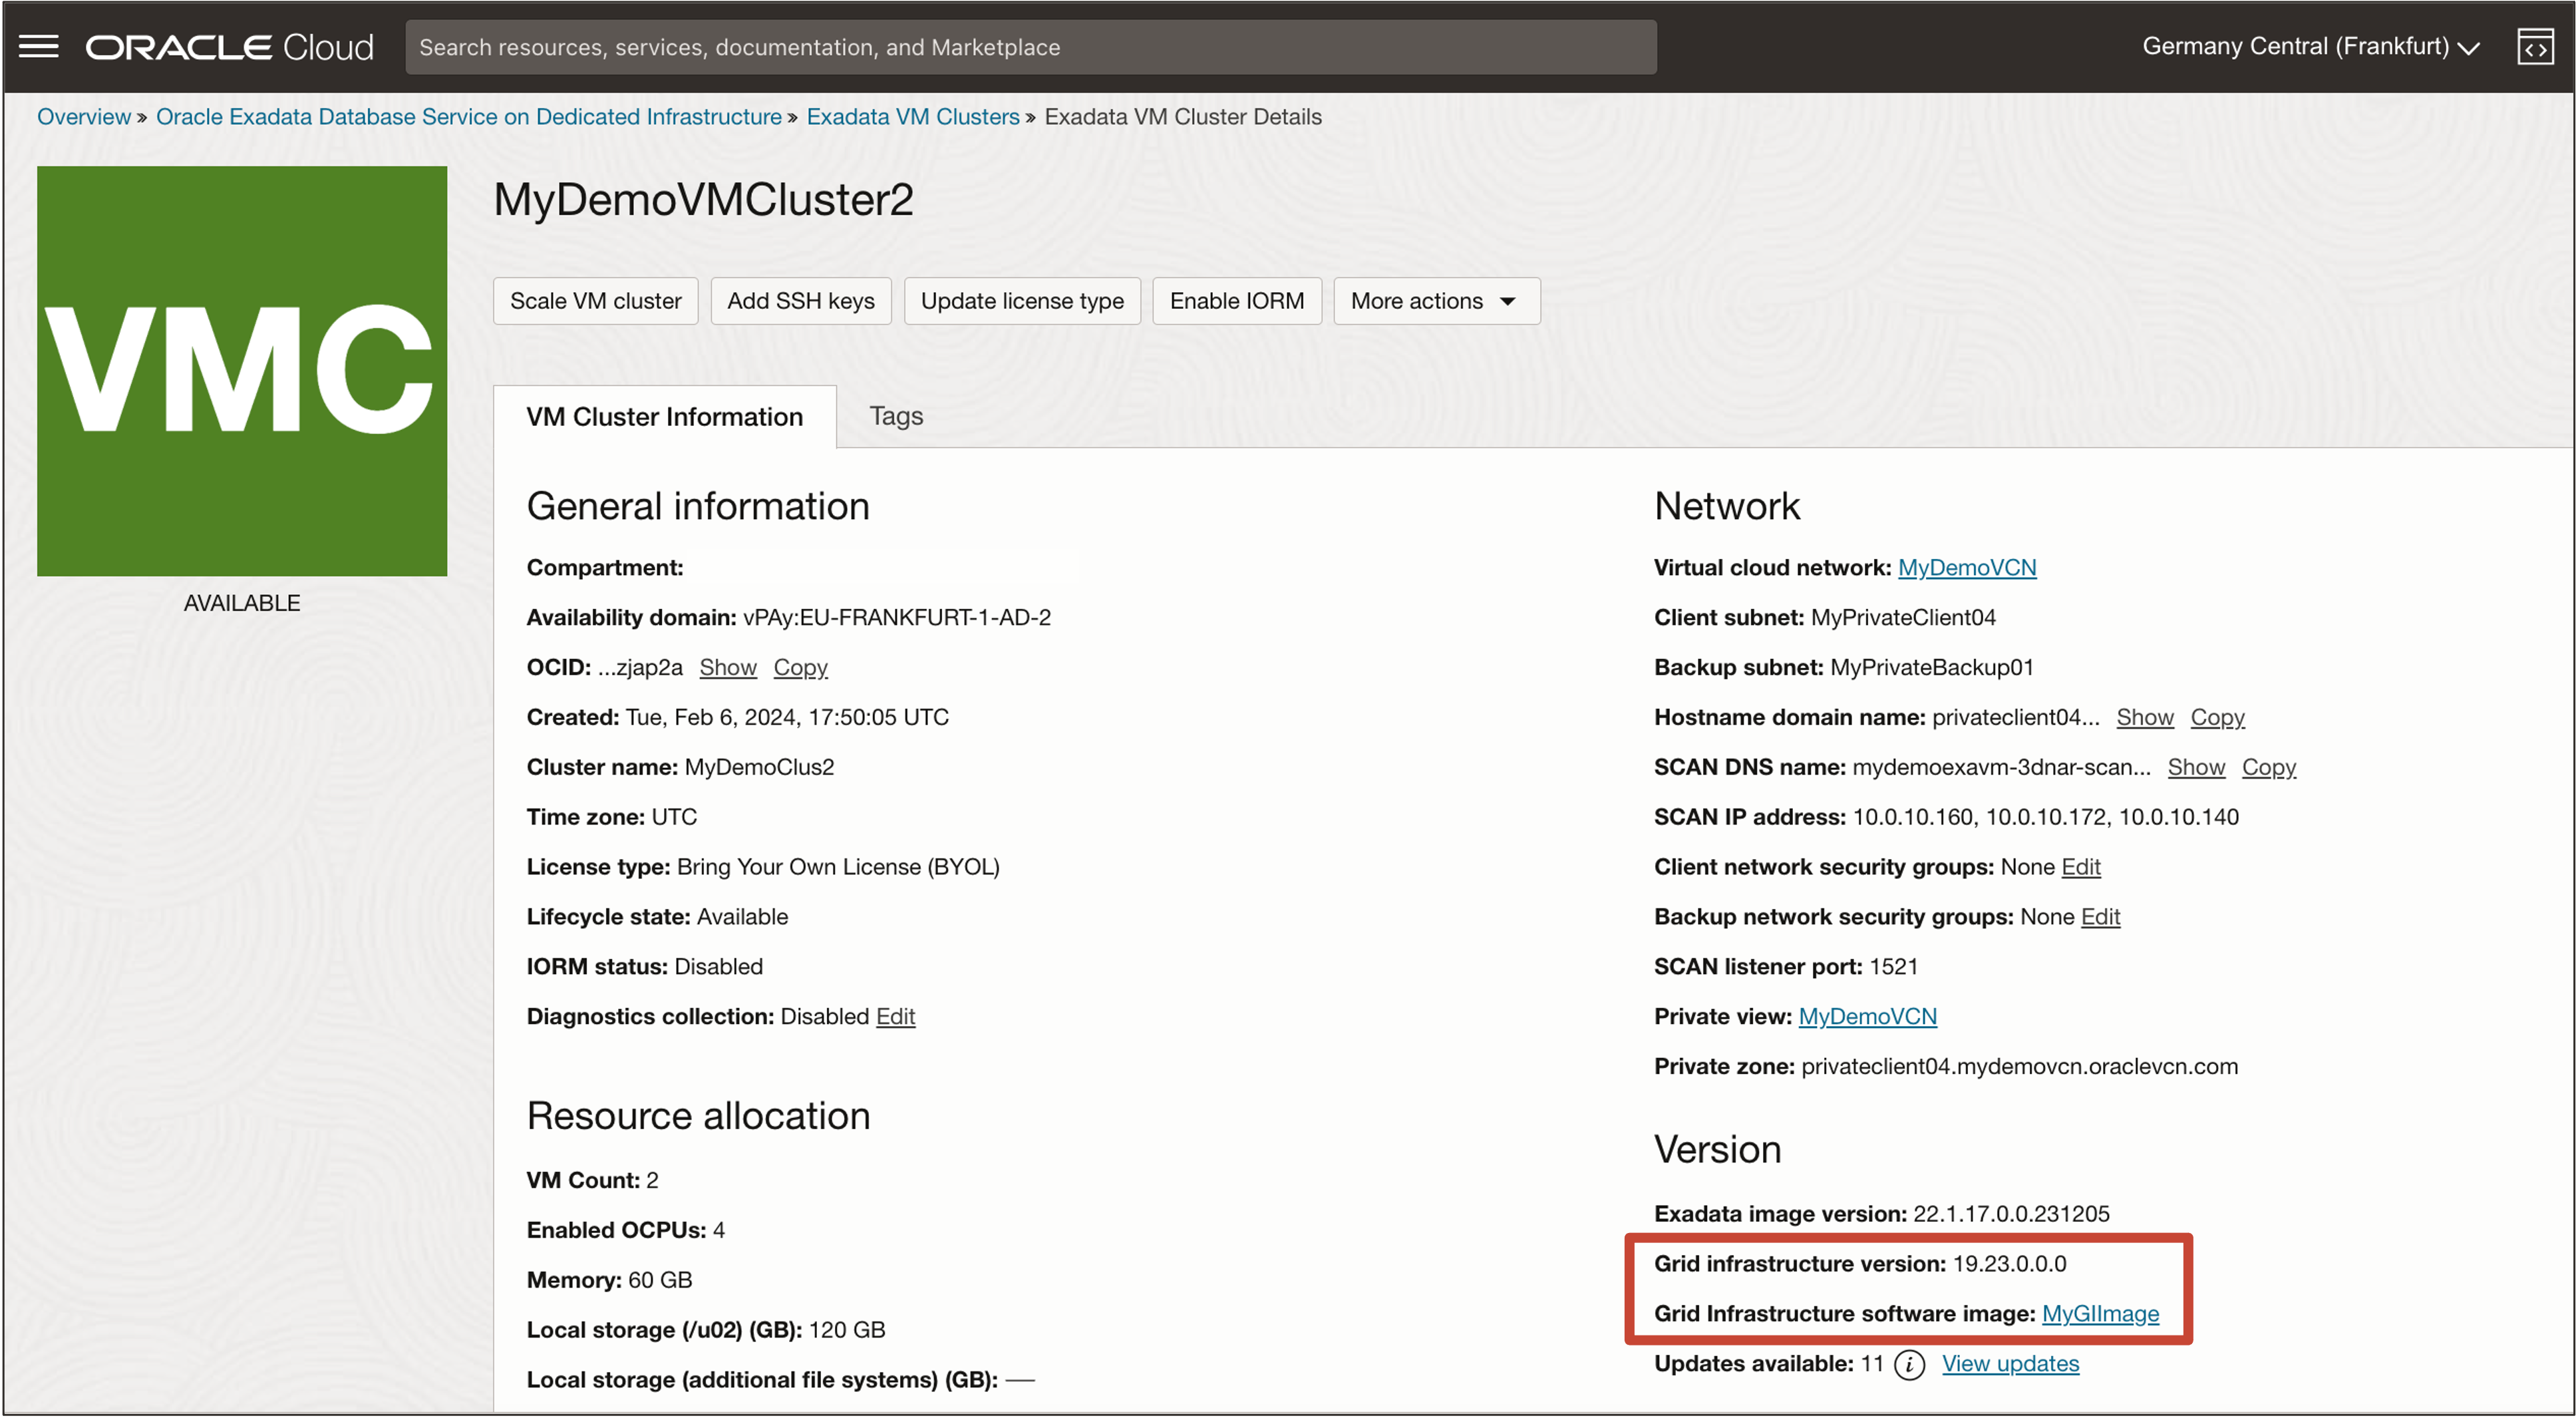 ORACLE Cloud
Search resources, services, documentation, and Marketplace
Germany Central (Frankfurt)
Overview » Oracle Exadata Database Service on Dedicated Infrastructure » Exadata VM Clusters » Exadata VM Cluster Details
VMC
AVAILABLE
MyDemoVMCluster2
Scale VM cluster
Add SSH keys
Update license type
Enable IORM
More actions
VM Cluster Information
Tags
General information
Compartment:
Availability domain: vPAy:EU-FRANKFURT-1-AD-2
OCID: ...zjap2a Show Copy
Created: Tue, Feb 6, 2024, 17:50:05 UTC
Cluster name: MyDemoClus2
Time zone: UTC
License type: Bring Your Own License (BYOL)
Lifecycle state: Available
IORM status: Disabled
Diagnostics collection: Disabled Edit
Resource allocation
VM Count: 2
Enabled OCPUs: 4
Memory: 60 GB
Local storage (/u02) (GB): 120 GB
Local storage (additional file systems) (GB): —
Network
Virtual cloud network: MyDemoVCN
Client subnet: MyPrivateClient04
Backup subnet: MyPrivateBackup01
Hostname domain name: privateclient04... Show Copy
SCAN DNS name: mydemoexavm-3dnar-scan... Show Copy
SCAN IP address: 10.0.10.160, 10.0.10.172, 10.0.10.140
Client network security groups: None Edit
Backup network security groups: None Edit
SCAN listener port: 1521
Private view: MyDemoVCN
Private zone: privateclient04.mydemovcn.oraclevcn.com
Version
Exadata image version: 22.1.17.0.0.231205
Grid infrastructure version: 19.23.0.0.0
Grid Infrastructure software image: MyGIImage
Updates available: 11 i View updates